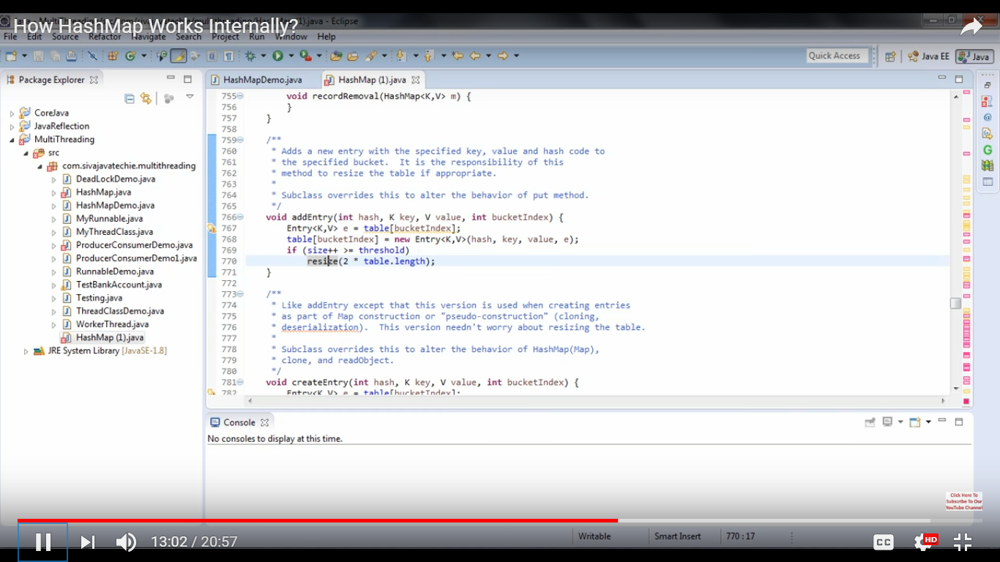 How HashMap Works Internally?
File Edit Source Refactor Navigate Search Project Run Window Help
Quick Access
Java EE
Java
Package Explorer
HashMapDemo.java
HashMap (1).java
CoreJava
JavaReflection
MultiThreading
src
com.sivajavatechie.multithreading
DeadLockDemo.java
HashMap.java
HashMapDemo.java
MyRunnable.java
MyThreadClass.java
ProducerConsumerDemo.java
ProducerConsumerDemo1.java
RunnableDemo.java
TestBankAccount.java
Testing.java
ThreadClassDemo.java
WorkerThread.java
HashMap (1).java
JRE System Library [JavaSE-1.8]
755 void recordRemoval(HashMap<K,V> m) {
756 }
757 }
758
759 /**
760 * Adds a new entry with the specified key, value and hash code to
761 * the specified bucket. It is the responsibility of this
762 * method to resize the table if appropriate.
763 *
764 * Subclass overrides this to alter the behavior of put method.
765 */
766 void addEntry(int hash, K key, V value, int bucketIndex) {
767 Entry<K,V> e = table[bucketIndex];
768 table[bucketIndex] = new Entry<K,V>(hash, key, value, e);
769 if (size++ >= threshold)
770 resize(2 * table.length);
771 }
772
773 /**
774 * Like addEntry except that this version is used when creating entries
775 * as part of Map construction or "pseudo-construction" (cloning,
776 * deserialization). This version needn't worry about resizing the table.
777 *
778 * Subclass overrides this to alter the behavior of HashMap(Map),
779 * clone, and readObject.
780 */
781 void createEntry(int hash, K key, V value, int bucketIndex) {
782 Entry<K,V> e = table[bucketIndex];
Console
No consoles to display at this time.
Click Here To
Subscribe To Our
YouTube Channel
13:02 / 20:57
Writable
Smart Insert
770 : 17
CC
HD